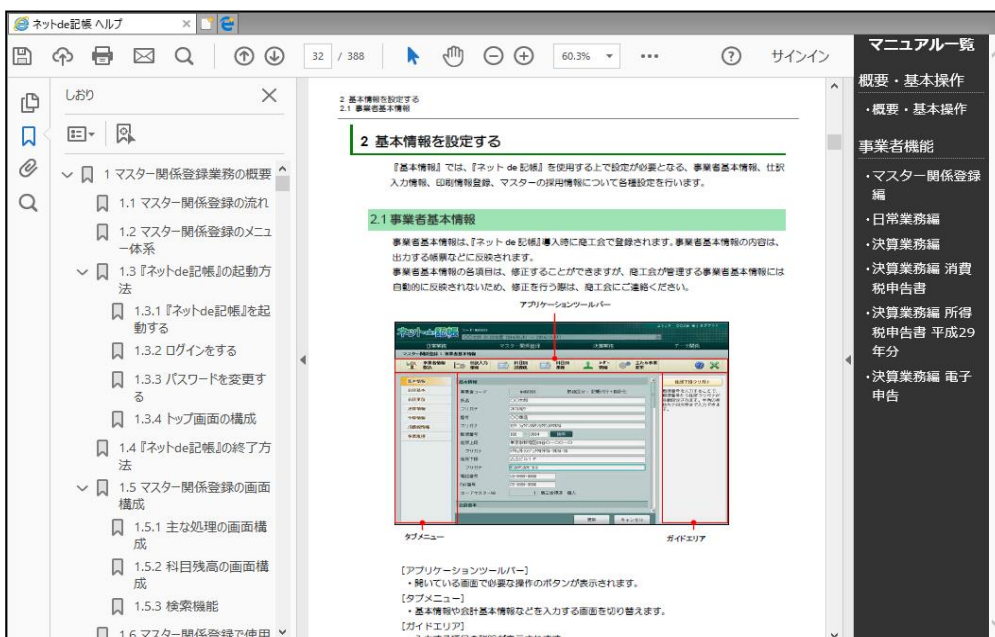 ネットde記帳 ヘルプ
32 / 388
60.3%
サインイン
しおり
1 マスター関係登録業務の概要
1.1 マスター関係登録の流れ
1.2 マスター関係登録のメニュ
ー体系
1.3『ネットde記帳』の起動方
法
1.3.1『ネットde記帳』を起
動する
1.3.2 ログインをする
1.3.3 パスワードを変更す
る
1.3.4 トップ画面の構成
1.4『ネットde記帳』の終了方
法
1.5 マスター関係登録の画面
構成
1.5.1 主な処理の画面構
成
1.5.2 科目残高の画面構
成
1.5.3 検索機能
1.6 マスター関係登録で使用
2 基本情報を設定する
2.1 事業者基本情報
2 基本情報を設定する
『基本情報』では、『ネット de 記帳』を使用する上で設定が必要となる、事業者基本情報、仕訳
入力情報、印刷情報登録、マスターの採用情報について各種設定を行います。
2.1 事業者基本情報
事業者基本情報は、『ネット de 記帳』導入時に商工会で登録されます。事業者基本情報の内容は、
出力する帳票などに反映されます。
事業者基本情報の各項目は、修正することができますが、商工会が管理する事業者基本情報には
自動的に反映されないため、修正を行う際は、商工会にご連絡ください。
アプリケーションツールバー
ネットde記帳
タブメニュー
ガイドエリア
[アプリケーションツールバー]
・開いている画面で必要な操作のボタンが表示されます。
[タブメニュー]
・基本情報や会計基本情報などを入力する画面を切り替えます。
[ガイドエリア]
マニュアル一覧
概要・基本操作
・概要・基本操作
事業者機能
・マスター関係登録
編
・日常業務編
・決算業務編
・決算業務編 消費
税申告書
・決算業務編 所得
税申告書 平成29
年分
・決算業務編 電子
申告